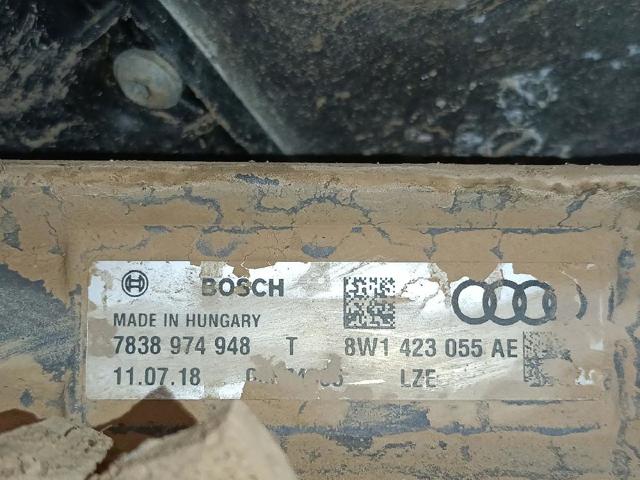 BOSCH
MADE IN HUNGARY
7838 974 948 T 8W1 423 055 AE
11.07.18 LZE